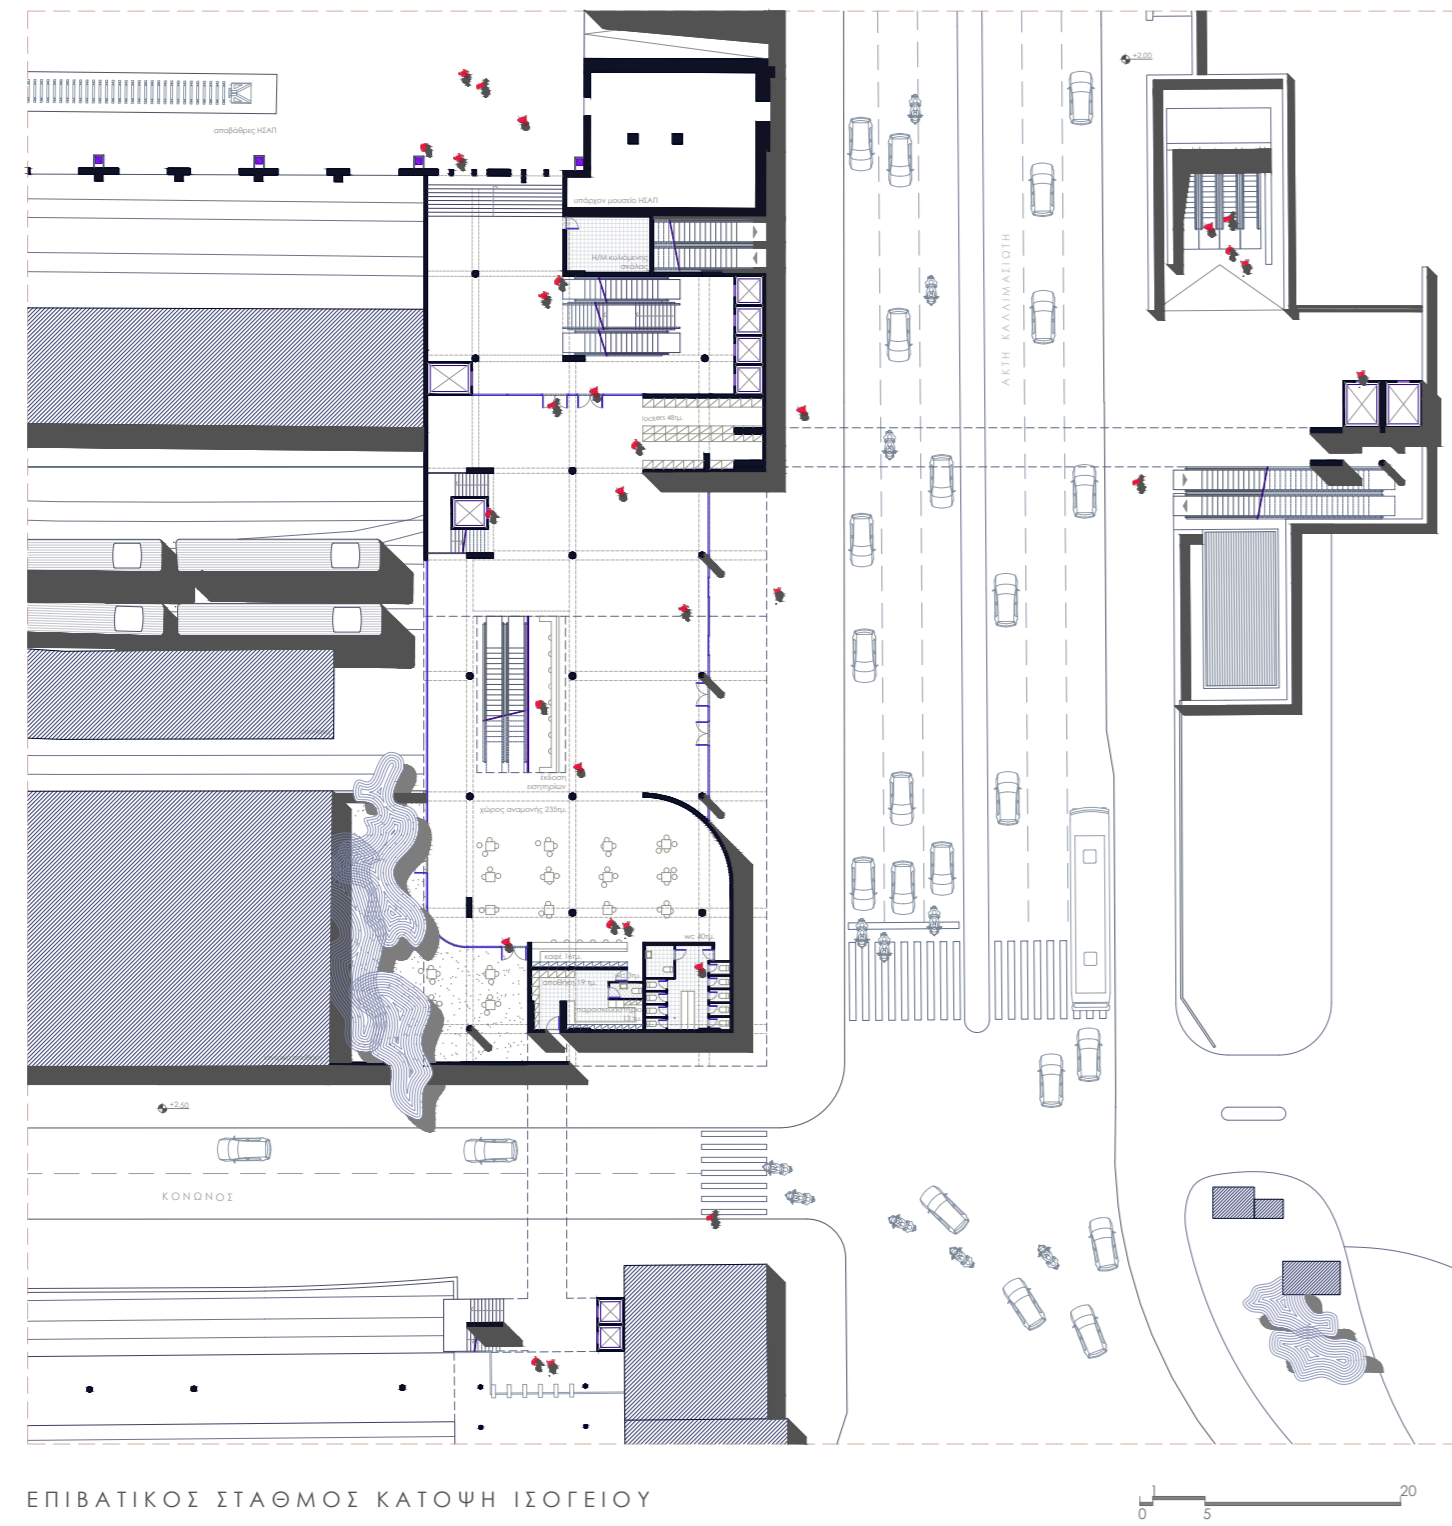 +2.00
αποβάθρες ΗΣΑΠ
υπάρχον μουσείο ΗΣΑΠ
Η/Μ κυλιόμενης
σκάλας
ΑΚΤΗ ΚΑΛΛΙΜΑΣΙΩΤΗ
lockers 48τμ.
έκδοση
εισιτηρίων
χώρος αναμονής 235τμ.
wc 40τμ.
καφέ 16τμ.
αποθήκη 19 τμ.
+2.50
ΚΟΝΩΝΟΣ
ΕΠΙΒΑΤΙΚΟΣ ΣΤΑΘΜΟΣ ΚΑΤΟΨΗ ΙΣΟΓΕΙΟΥ
1 20
0 5